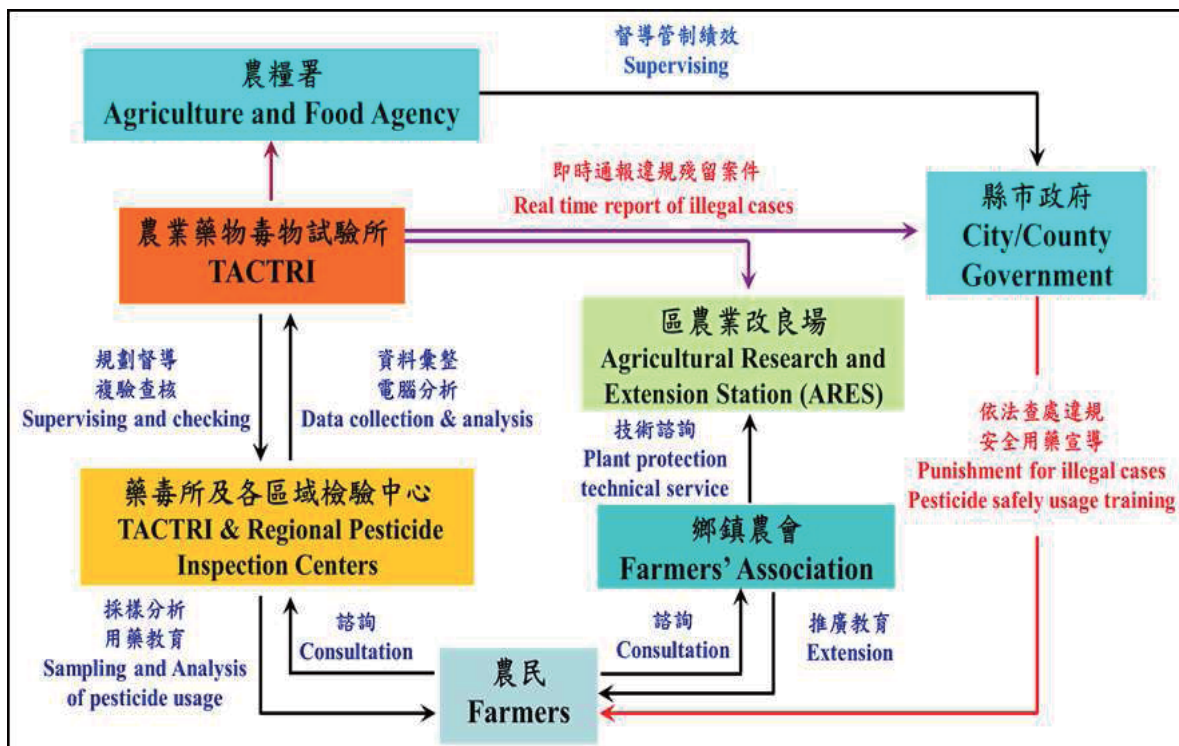 督導管制績效
Supervising
農糧署
Agriculture and Food Agency
即時通報違規殘留案件
Real time report of illegal cases
縣市政府
City/County
Government
農業藥物毒物試驗所
TACTRI
區農業改良場
Agricultural Research and
Extension Station (ARES)
規劃督導
複驗查核
Supervising and checking
資料彙整
電腦分析
Data collection & analysis
技術諮詢
Plant protection
technical service
依法查處違規
安全用藥宣導
Punishment for illegal cases
Pesticide safely usage training
藥毒所及各區域檢驗中心
TACTRI & Regional Pesticide
Inspection Centers
鄉鎮農會
Farmers' Association
採樣分析
用藥教育
Sampling and Analysis
of pesticide usage
諮詢
Consultation
諮詢
Consultation
推廣教育
Extension
農民
Farmers